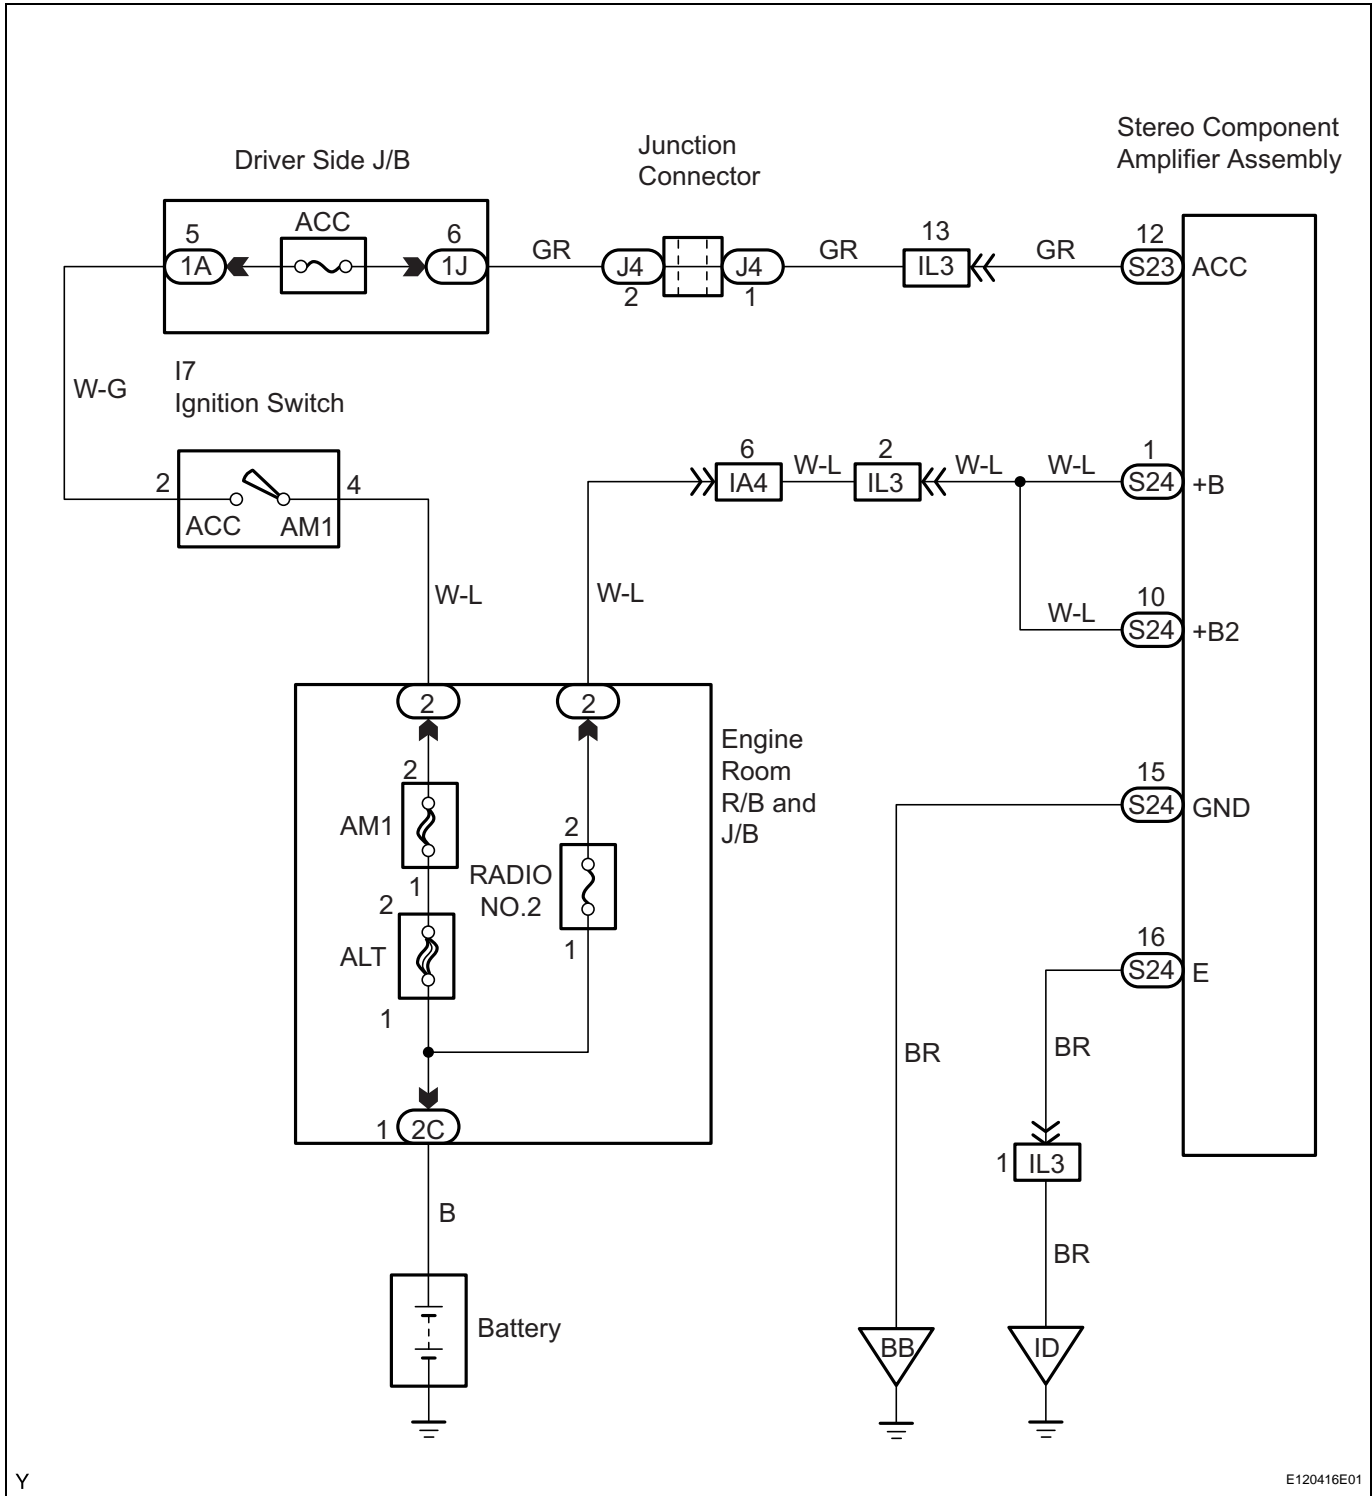 Stereo Component
Amplifier Assembly
Junction
Connector
Driver Side J/B
5
ACC
6
1A
1J
GR
J4
J4
2
1
GR
13
IL3
GR
12
S23
ACC
W-G
I7
Ignition Switch
2
4
ACC
AM1
W-L
W-L
6
IA4
W-L
2
IL3
W-L
W-L
1
S24
+B
W-L
10
S24
+B2
2
2
Engine
Room
R/B and
J/B
2
AM1
1
2
ALT
1
2
RADIO
NO.2
1
15
S24
GND
16
S24
E
BR
BR
1
2C
1
IL3
B
BR
Battery
BB
ID
Y
E120416E01